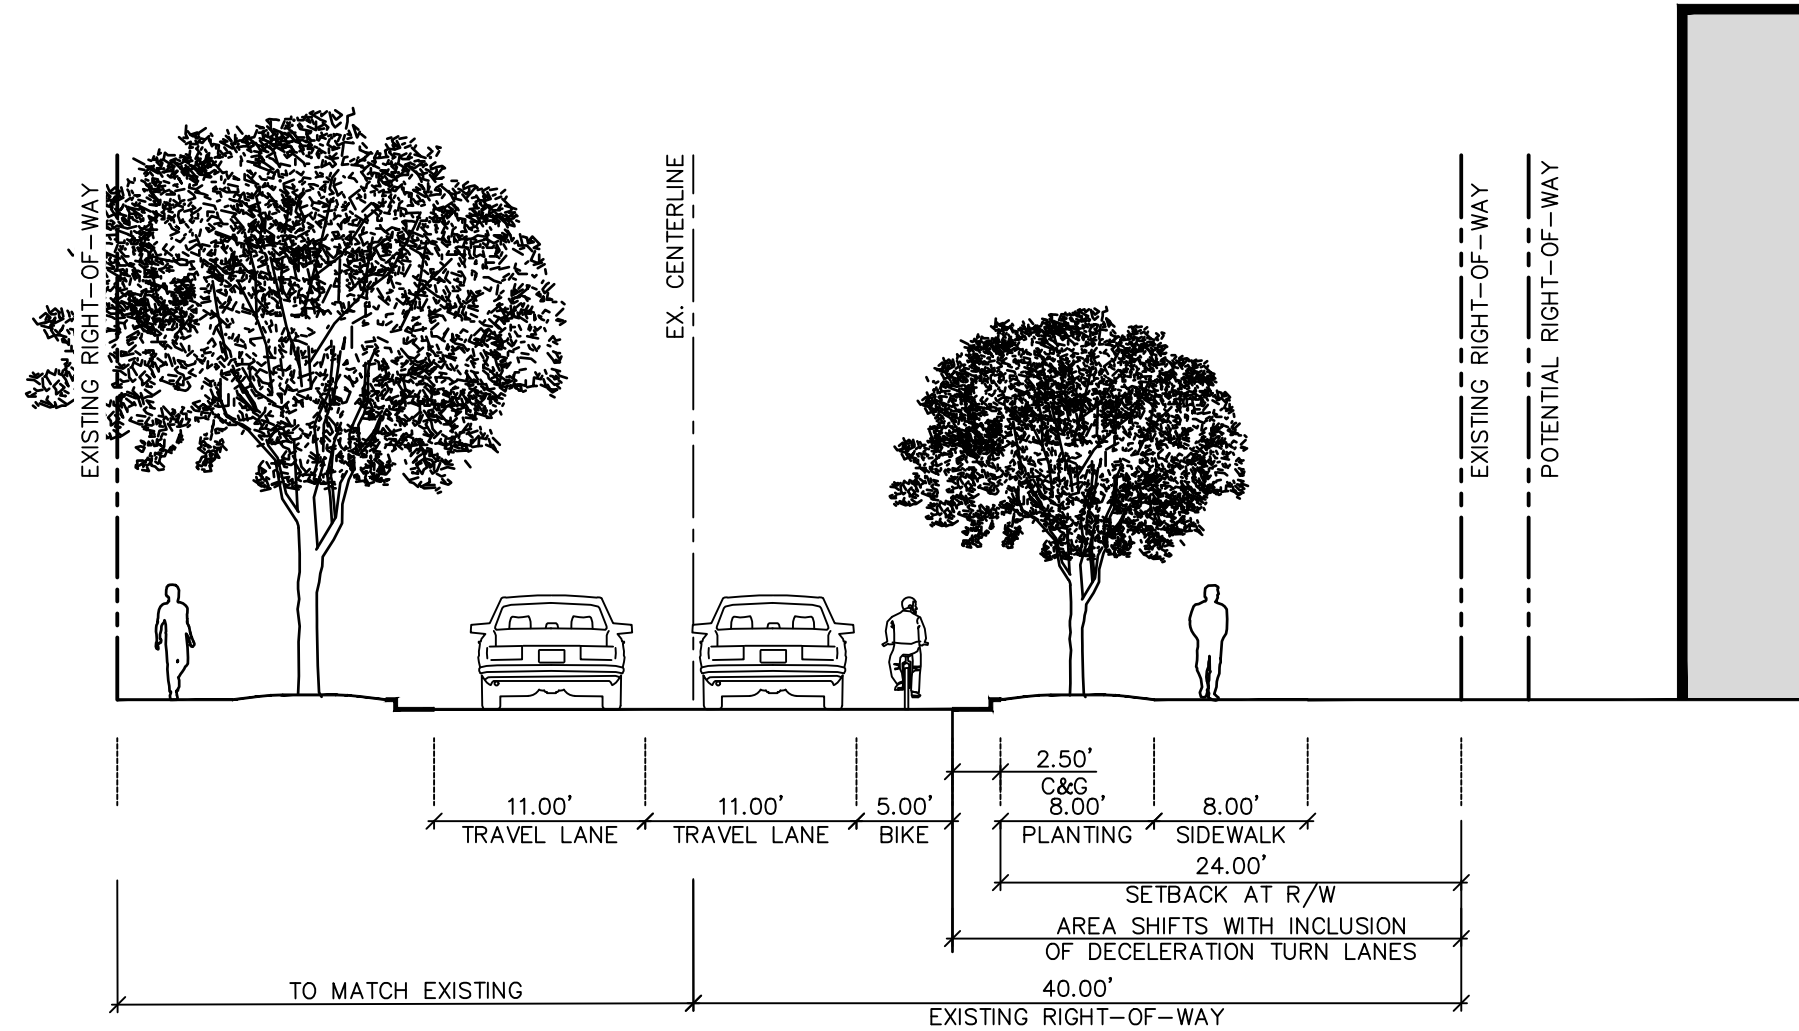 EXISTING RIGHT-OF-WAY
EX. CENTERLINE
EXISTING RIGHT-OF-WAY
POTENTIAL RIGHT-OF-WAY
2.50'
C&G
11.00'
TRAVEL LANE
11.00'
TRAVEL LANE
5.00'
BIKE
8.00'
PLANTING
8.00'
SIDEWALK
24.00'
SETBACK AT R/W
AREA SHIFTS WITH INCLUSION
OF DECELERATION TURN LANES
TO MATCH EXISTING
40.00'
EXISTING RIGHT-OF-WAY